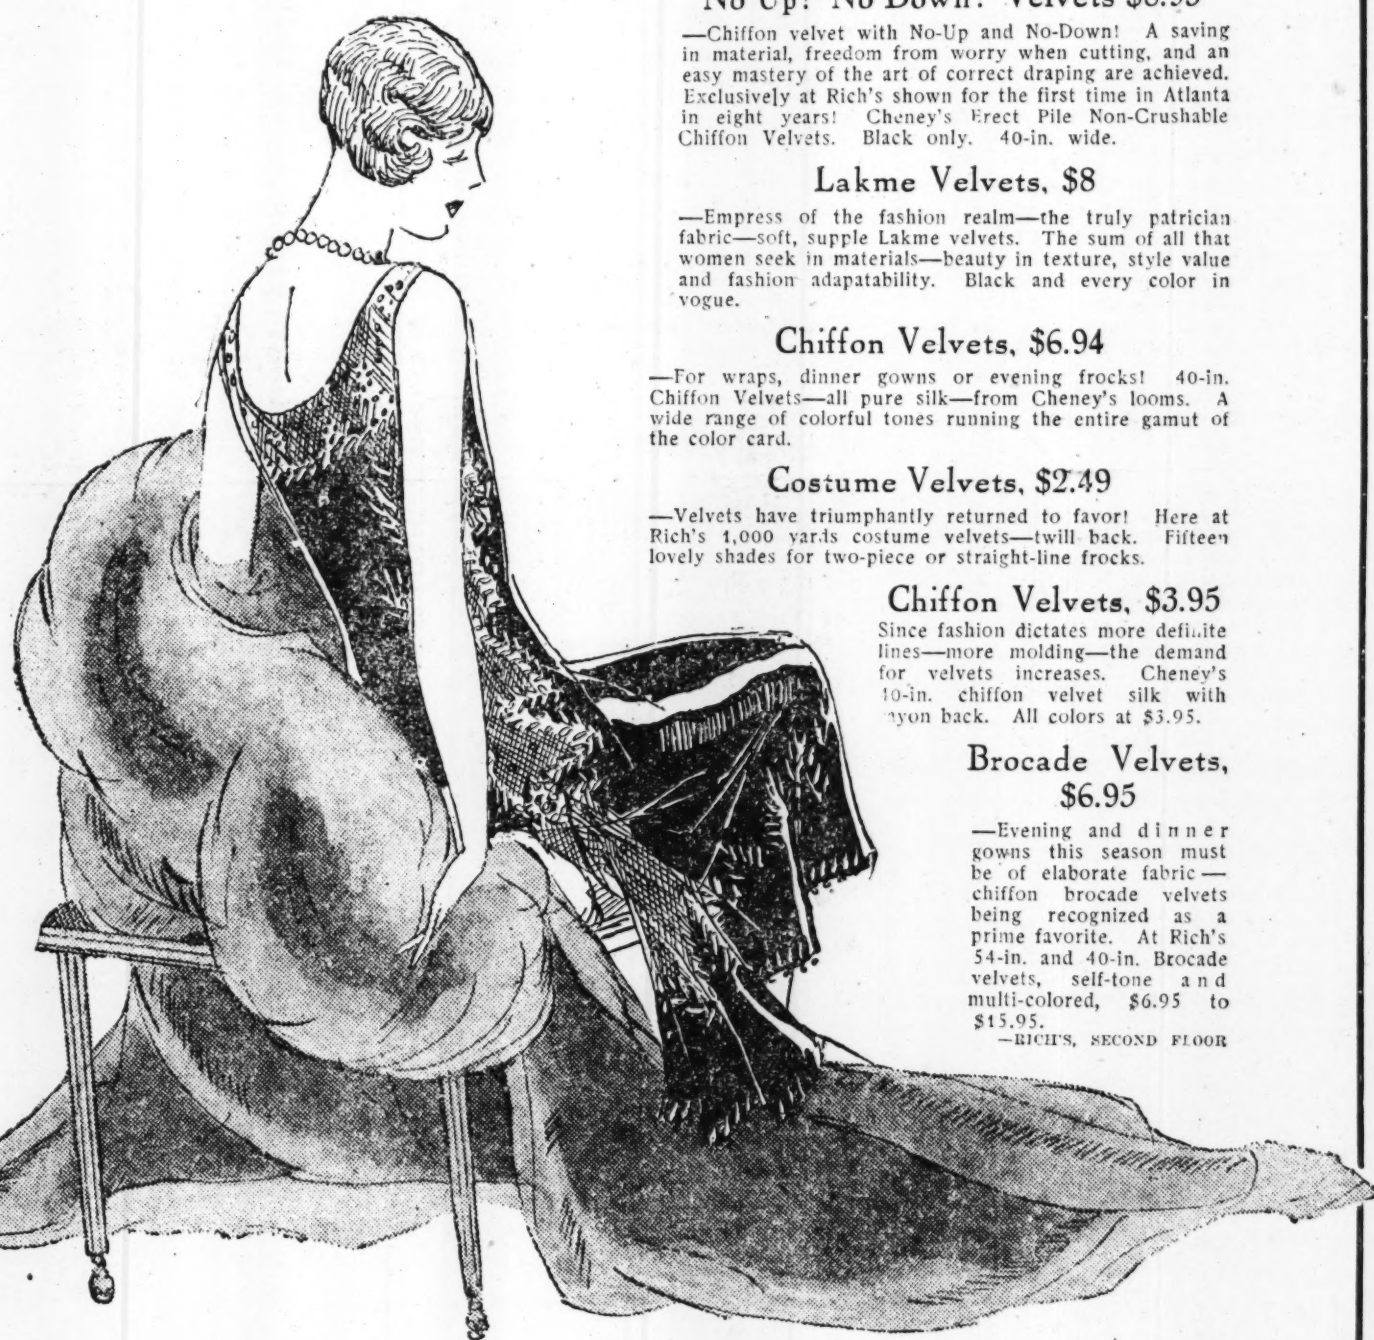 No Up! No Down! Velvets
—Chiffon velvet with No-Up and No-Down! A saving
in material, freedom from worry when cutting, and an
easy mastery of the art of correct draping are achieved.
Exclusively at Rich's shown for the first time in Atlanta
in eight years! Cheney's Erect Pile Non-Crushable
Chiffon Velvets. Black only. 40-in. wide.
Lakme Velvets, $8
—Empress of the fashion realm—the truly patrician
fabric—soft, supple Lakme velvets. The sum of all that
women seek in materials—beauty in texture, style value
and fashion adapatability. Black and every color in
vogue.
Chiffon Velvets, $6.94
—For wraps, dinner gowns or evening frocks! 40-in.
Chiffon Velvets—all pure silk—from Cheney's looms. A
wide range of colorful tones running the entire gamut of
the color card.
Costume Velvets, $2.49
—Velvets have triumphantly returned to favor! Here at
Rich's 1,000 yards costume velvets—twill back. Fifteen
lovely shades for two-piece or straight-line frocks.
Chiffon Velvets, $3.95
Since fashion dictates more definite
lines—more molding—the demand
for velvets increases. Cheney's
40-in. chiffon velvet silk with
rayon back. All colors at $3.95.
Brocade Velvets,
$6.95
—Evening and dinner
gowns this season must
be of elaborate fabric—
chiffon brocade velvets
being recognized as a
prime favorite. At Rich's
54-in. and 40-in. Brocade
velvets, self-tone and
multi-colored, $6.95 to
$15.95.
—RICH'S, SECOND FLOOR